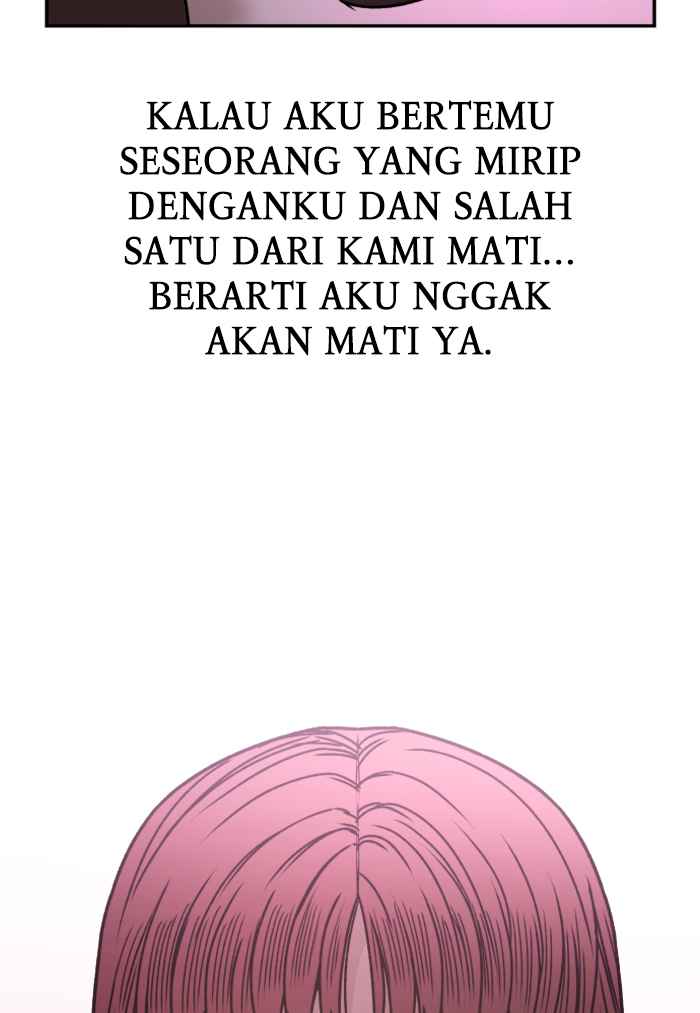 KALAU AKU BERTEMU
SESEORANG YANG MIRIP
DENGANKU DAN SALAH
SATU DARI KAMI MATI...
BERARTI AKU NGGAK
AKAN MATI YA.